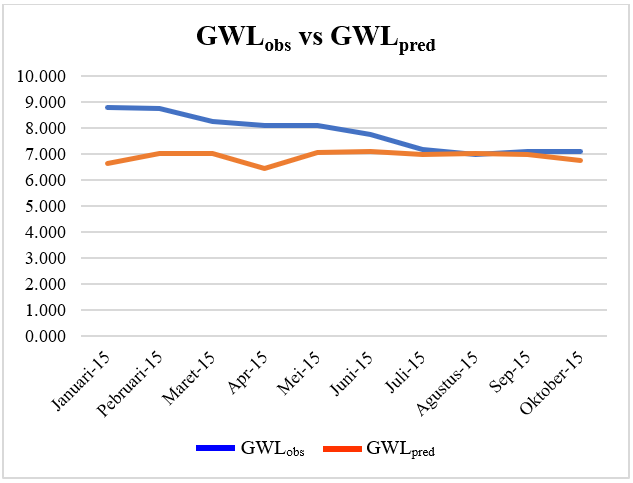 GWLobs vs GWLpred
10.000
9.000
8.000
7.000
6.000
5.000
4.000
3.000
2.000
1.000
0.000
Januari-15
Pebruari-15
Maret-15
Apr-15
Mei-15
Juni-15
Juli-15
Agustus-15
Sep-15
Oktober-15
GWLobs
GWLpred